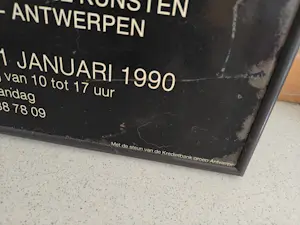 KUNSTEN
- ANTWERPEN
1 JANUARI 1990
van 10 tot 17 uur
andag
88 78 09
Met de steun van de Kredietbank